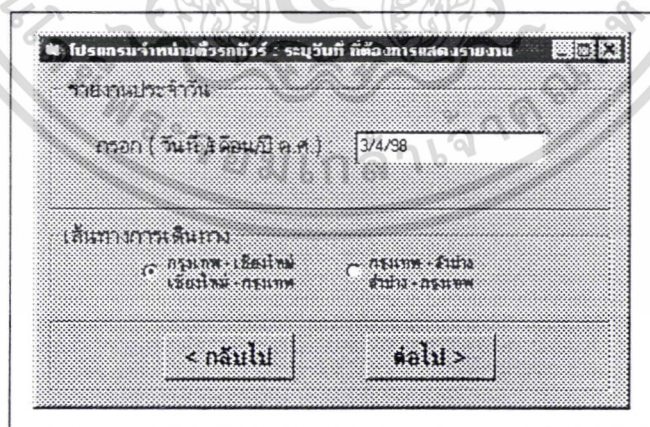 โปรแกรมจำหน่ายตั๋วรถทัวร์ : ระบุวันที่ ที่ต้องการแสดงรายงาน
รายงานประจำวัน
กรอก ( วันที่/เดือน/ปี ค.ศ ) : 3/4/98
เส้นทางการเดินทาง
กรุงเทพ - เชียงใหม่
เชียงใหม่ - กรุงเทพ
กรุงเทพ - ลำปาง
ลำปาง - กรุงเทพ
< กลับไป
ต่อไป >